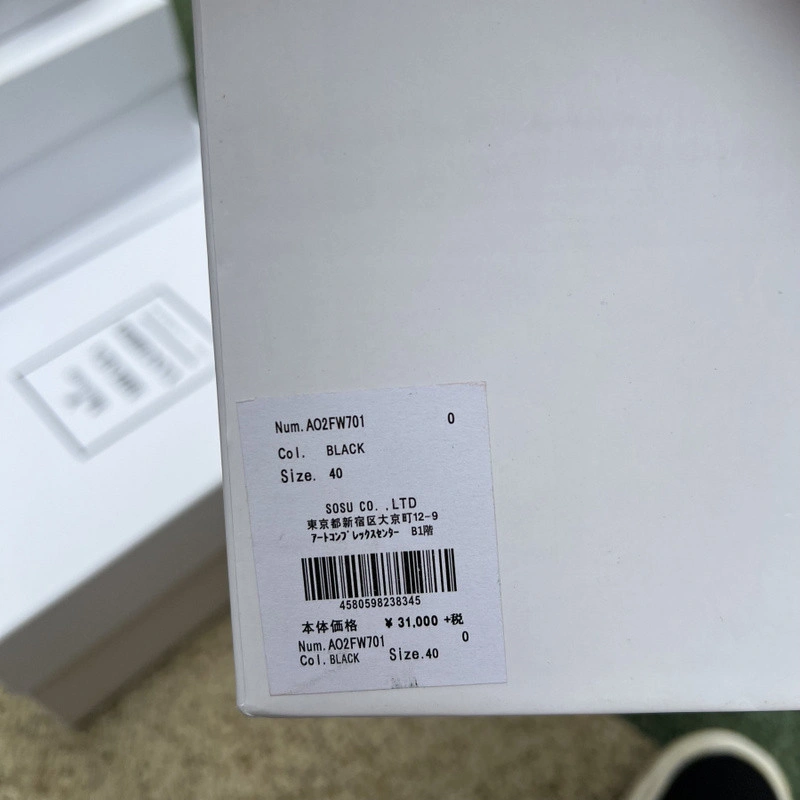 Num.AO2FW701 0
Col. BLACK
Size. 40
SOSU CO. .LTD
東京都新宿区大京町12-9
アートコンプレックスセンター B1階
4580598238345
本体価格 ¥ 31,000 +税
Num.AO2FW701 0
Col.BLACK Size.40